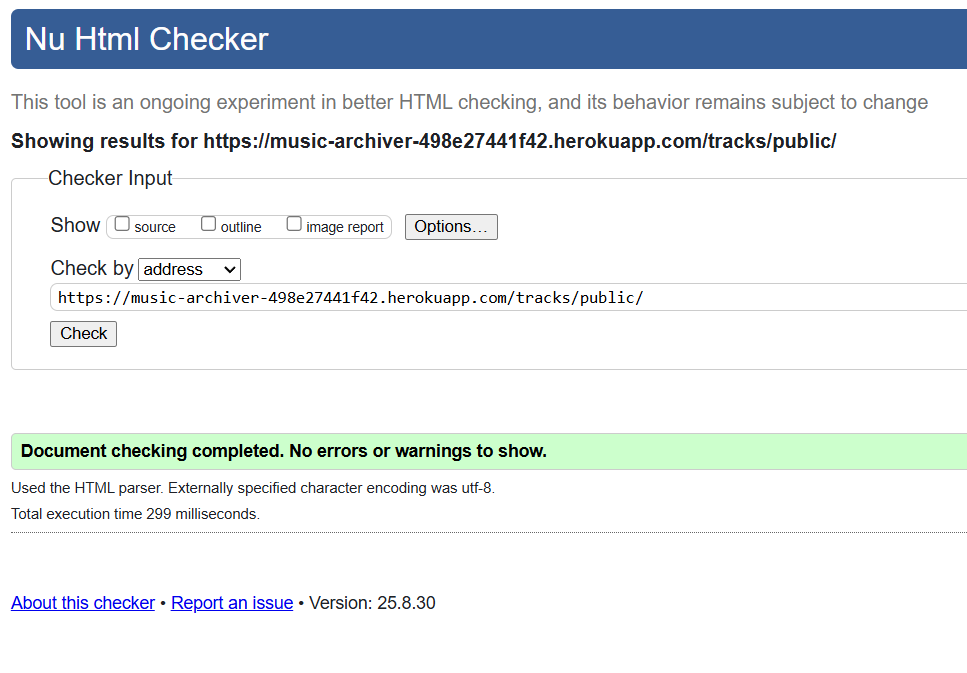 Nu Html Checker
This tool is an ongoing experiment in better HTML checking, and its behavior remains subject to change
Showing results for https://music-archiver-498e27441f42.herokuapp.com/tracks/public/
Checker Input
Show source outline image report Options...
Check by address
https://music-archiver-498e27441f42.herokuapp.com/tracks/public/
Check
Document checking completed. No errors or warnings to show.
Used the HTML parser. Externally specified character encoding was utf-8.
Total execution time 299 milliseconds.
About this checker • Report an issue • Version: 25.8.30